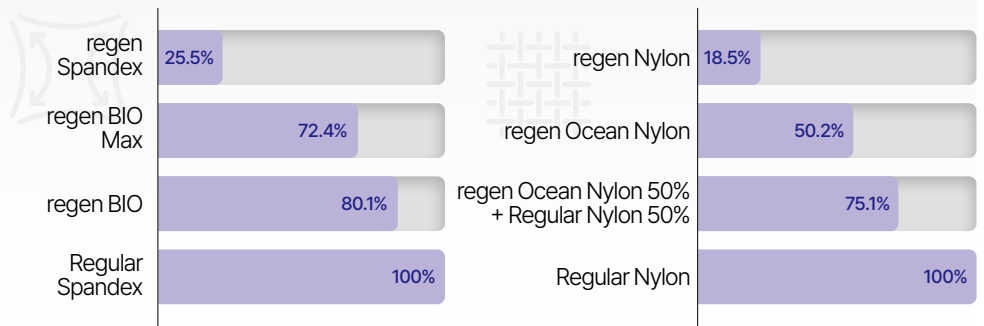 regen
Spandex
25.5%
regen BIO
Max
72.4%
regen BIO
80.1%
Regular
Spandex
100%
regen Nylon
18.5%
regen Ocean Nylon
50.2%
regen Ocean Nylon 50%
+ Regular Nylon 50%
75.1%
Regular Nylon
100%